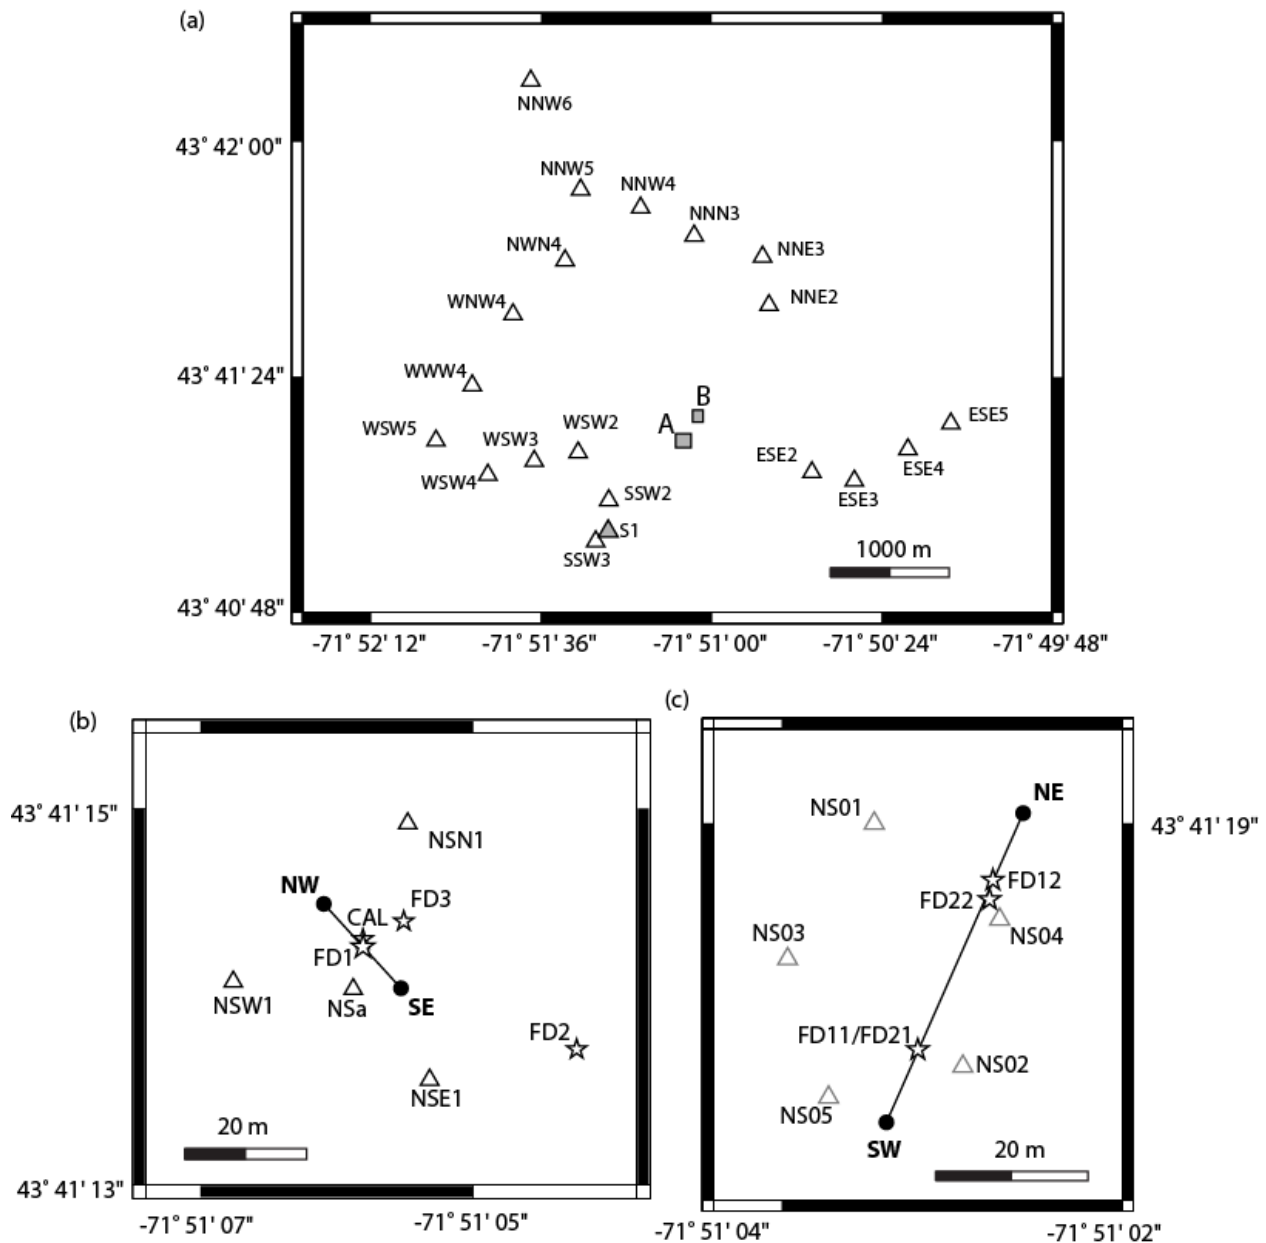 (a)
NNW6
43° 42' 00"
NNW5
NNW4
NNN3
NWN4
NNE3
WNW4
NNE2
43° 41' 24"
WWW4
B
A
WSW5
WSW3
WSW2
ESE5
ESE2
WSW4
ESE4
SSW2
ESE3
S1
SSW3
1000 m
43° 40' 48"
-71° 52' 12"
-71° 51' 36"
-71° 51' 00"
-71° 50' 24"
-71° 49' 48"
(b)
43° 41' 15"
NSN1
NW
FD3
CAL
FD1
NSW1
NSa
SE
FD2
NSE1
20 m
43° 41' 13"
-71° 51' 07"
-71° 51' 05"
(c)
NE
NS01
43° 41' 19"
FD12
FD22
NS04
NS03
FD11/FD21
NS02
NS05
SW
20 m
-71° 51' 04"
-71° 51' 02"